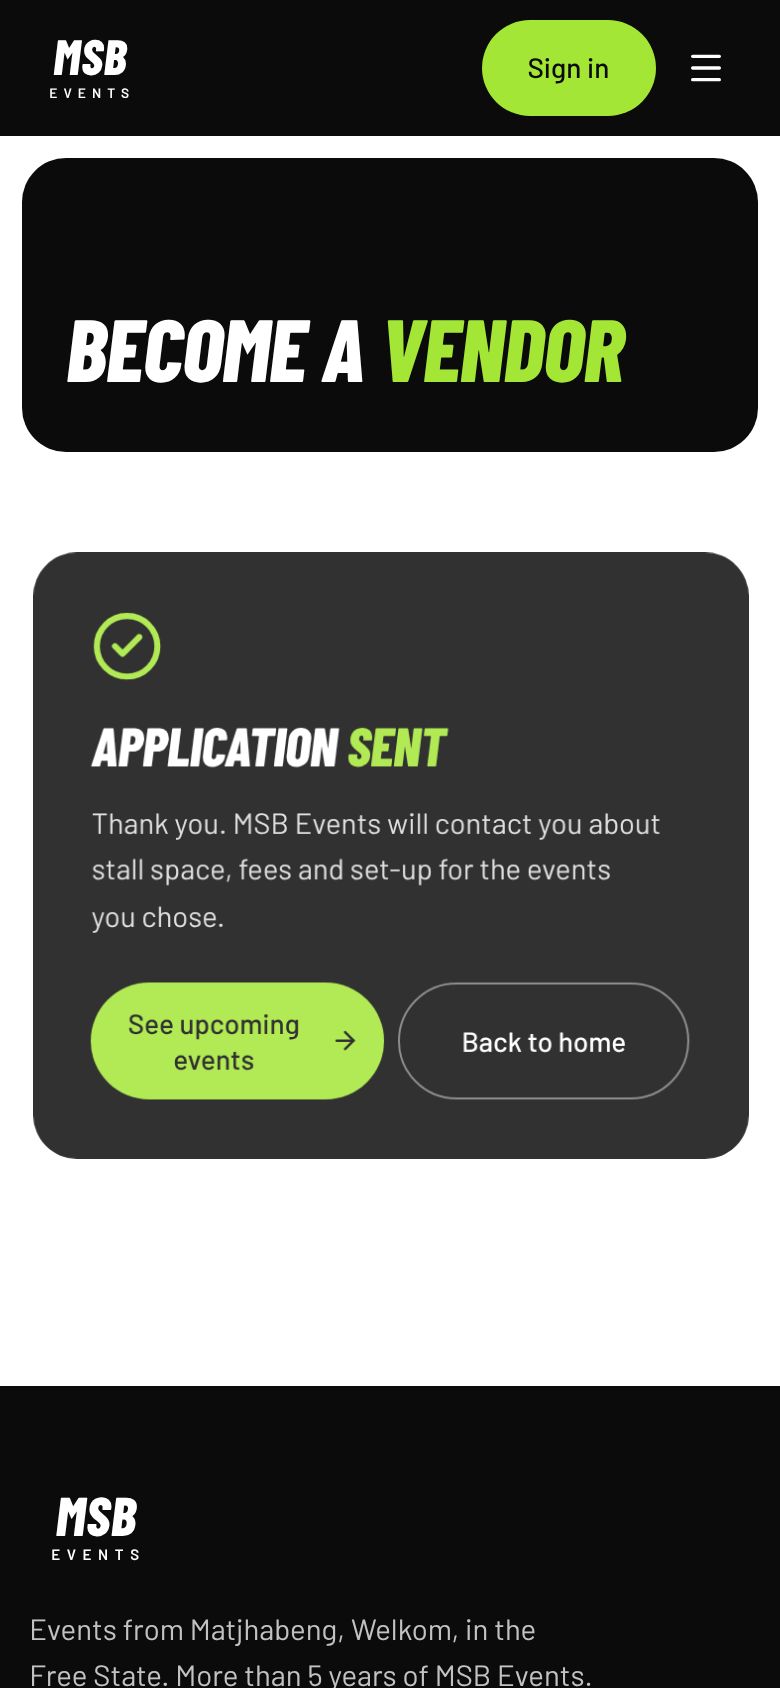 MSB
EVENTS
Sign in
BECOME A VENDOR
APPLICATION SENT
Thank you. MSB Events will contact you about
stall space, fees and set-up for the events
you chose.
See upcoming
events
Back to home
MSB
EVENTS
Events from Matjhabeng, Welkom, in the
Free State. More than 5 years of MSB Events.